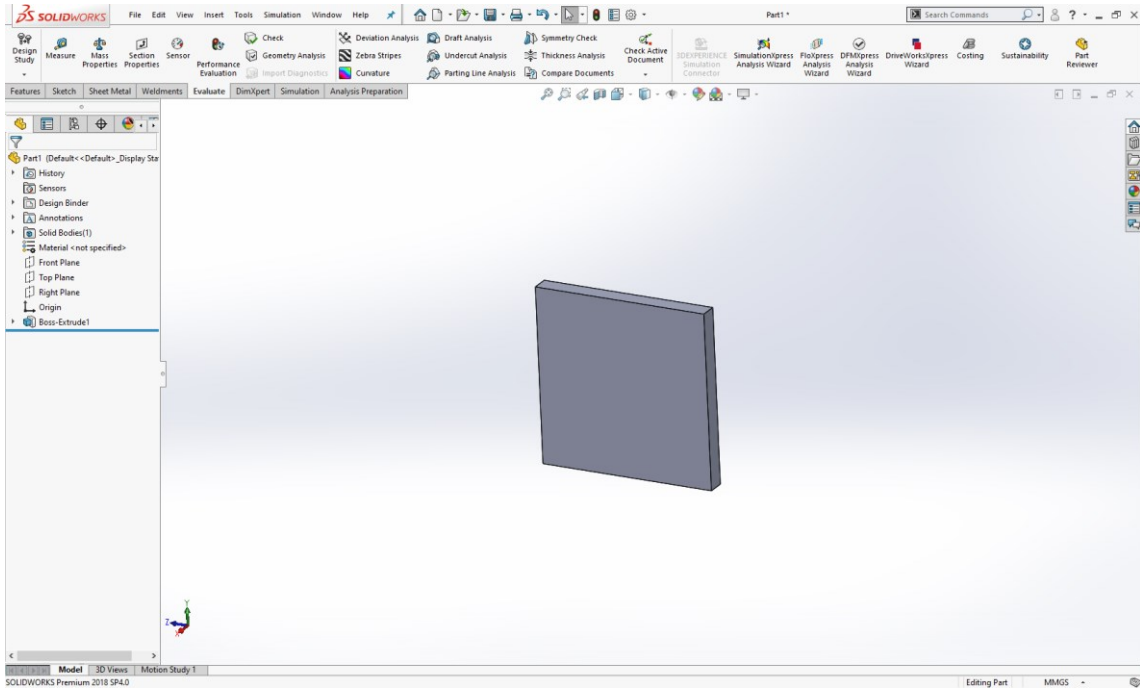 SOLIDWORKS File Edit View Insert Tools Simulation Window Help Part1 * Search Commands ?
Design Study
Measure
Mass Properties
Section Properties
Sensor
Performance Evaluation
Check
Geometry Analysis
Import Diagnostics
Deviation Analysis
Zebra Stripes
Curvature
Draft Analysis
Undercut Analysis
Parting Line Analysis
Symmetry Check
Thickness Analysis
Compare Documents
Check Active Document
3DEXPERIENCE Simulation Connector
SimulationXpress Analysis Wizard
FloXpress Analysis Wizard
DFMXpress Analysis Wizard
DriveWorksXpress Wizard
Costing
Sustainability
Part Reviewer
Features Sketch Sheet Metal Weldments Evaluate DimXpert Simulation Analysis Preparation
Part1 (Default<<Default>_Display Sta
History
Sensors
Design Binder
Annotations
Solid Bodies(1)
Material <not specified>
Front Plane
Top Plane
Right Plane
Origin
Boss-Extrude1
Y
Z
X
Model 3D Views Motion Study 1
SOLIDWORKS Premium 2018 SP4.0 Editing Part MMGS